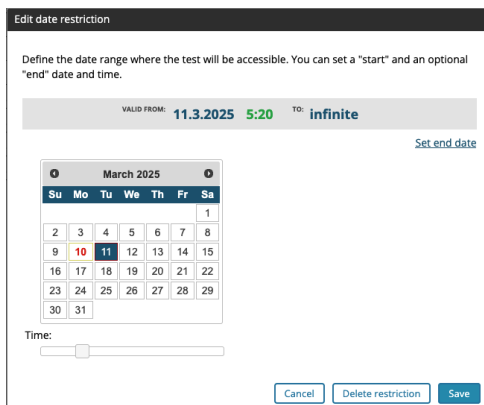 Edit date restriction
Define the date range where the test will be accessible. You can set a "start" and an optional
"end" date and time.
VALID FROM: 11.3.2025 5:20 TO: infinite
Set end date
March 2025
Su Mo Tu We Th Fr Sa
1
2 3 4 5 6 7 8
9 10 11 12 13 14 15
16 17 18 19 20 21 22
23 24 25 26 27 28 29
30 31
Time:
Cancel Delete restriction Save